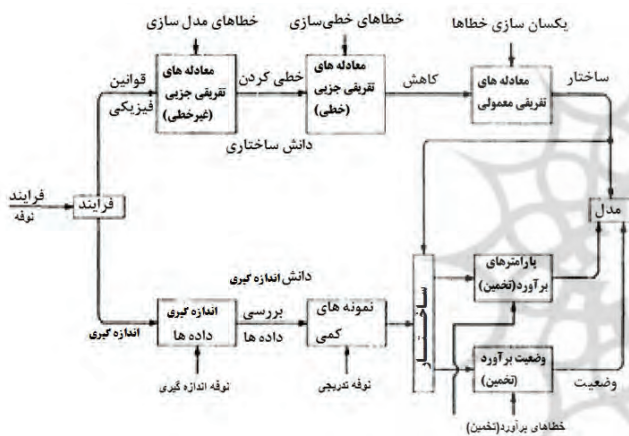 خطاهای مدل سازی
خطاهای خطی‌سازی
یکسان سازی خطاها
قوانین
فیزیکی
معادله های
تفریقی جزیی
(غیرخطی)
خطی کردن
معادله های
تفریقی جزیی
(خطی)
کاهش
معادله های
تفریقی معمولی
ساختار
دانش ساختاری
فرایند
نوفه
فرایند
مدل
دانش اندازه گیری
اندازه گیری
اندازه گیری
داده ها
بررسی
داده ها
نمونه های
کمی
ساختار
پارامترهای
برآورد(تخمین)
وضعیت برآورد
(تخمین)
وضعیت
نوفه اندازه گیری
نوفه تدریجی
خطاهای برآورد(تخمین)